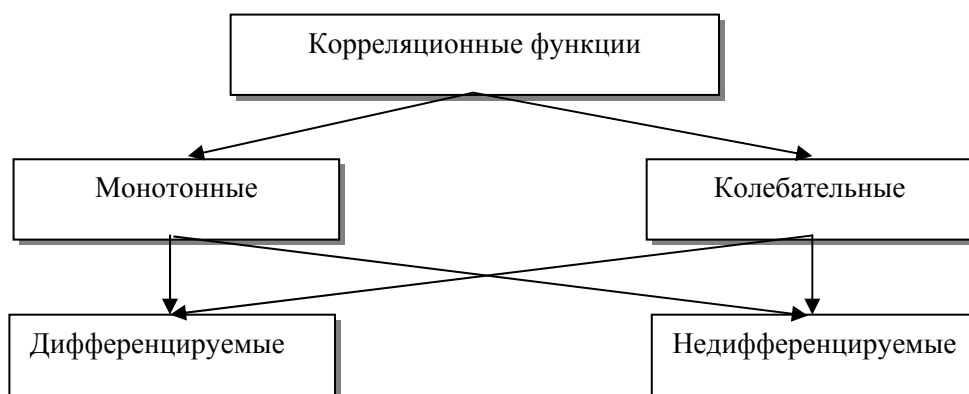 Корреляционные функции
Монотонные
Колебательные
Дифференцируемые
Недифференцируемые